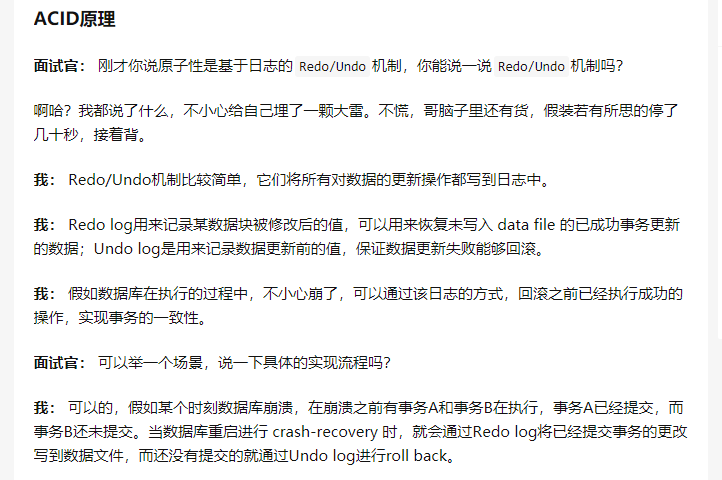 ACID原理
面试官： 刚才你说原子性是基于日志的 Redo/Undo 机制，你能说一说 Redo/Undo 机制吗？
啊哈？我都说了什么，不小心给自己埋了一颗大雷。不慌，哥脑子里还有货，假装若有所思的停了
几十秒，接着背。
我： Redo/Undo机制比较简单，它们将所有对数据的更新操作都写到日志中。
我： Redo log用来记录某数据块被修改后的值，可以用来恢复未写入 data file 的已成功事务更新
的数据；Undo log是用来记录数据更新前的值，保证数据更新失败能够回滚。
我： 假如数据库在执行的过程中，不小心崩了，可以通过该日志的方式，回滚之前已经执行成功的
操作，实现事务的一致性。
面试官： 可以举一个场景，说一下具体的实现流程吗？
我： 可以的，假如某个时刻数据库崩溃，在崩溃之前有事务A和事务B在执行，事务A已经提交，而
事务B还未提交。当数据库重启进行 crash-recovery 时，就会通过Redo log将已经提交事务的更改
写到数据文件，而还没有提交的就通过Undo log进行roll back。